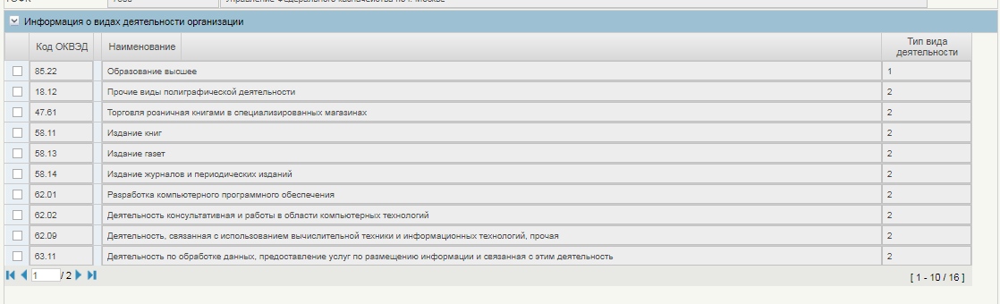 Информация о видах деятельности организации
Код ОКВЭД Наименование Тип вида деятельности
85.22 Образование высшее 1
18.12 Прочие виды полиграфической деятельности 2
47.61 Торговля розничная книгами в специализированных магазинах 2
58.11 Издание книг 2
58.13 Издание газет 2
58.14 Издание журналов и периодических изданий 2
62.01 Разработка компьютерного программного обеспечения 2
62.02 Деятельность консультативная и работы в области компьютерных технологий 2
62.09 Деятельность, связанная с использованием вычислительной техники и информационных технологий, прочая 2
63.11 Деятельность по обработке данных, предоставление услуг по размещению информации и связанная с этим деятельность 2
1 / 2 [ 1 - 10 / 16 ]